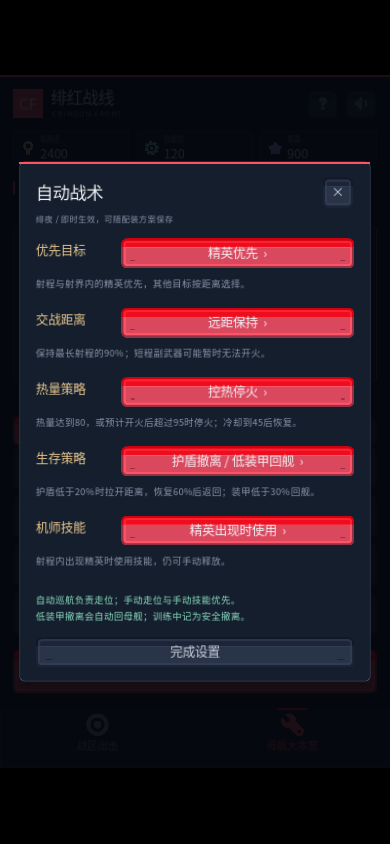 CF
绯红战线
?
2400
120
900
自动战术
×
绯夜 / 即时生效，可随配装方案保存
优先目标
精英优先 ›
射程与射界内的精英优先，其他目标按距离选择。
交战距离
远距保持 ›
保持最长射程的90%；短程副武器可能暂时无法开火。
热量策略
控热停火 ›
热量达到80，或预计开火后超过95时停火；冷却到45后恢复。
生存策略
护盾撤离 / 低装甲回舰 ›
护盾低于20%时拉开距离，恢复60%后返回；装甲低于30%回舰。
机师技能
精英出现时使用 ›
射程内出现精英时使用技能，仍可手动释放。
自动巡航负责走位；手动走位与手动技能优先。
低装甲撤离会自动回母舰；训练中记为安全撤离。
完成设置